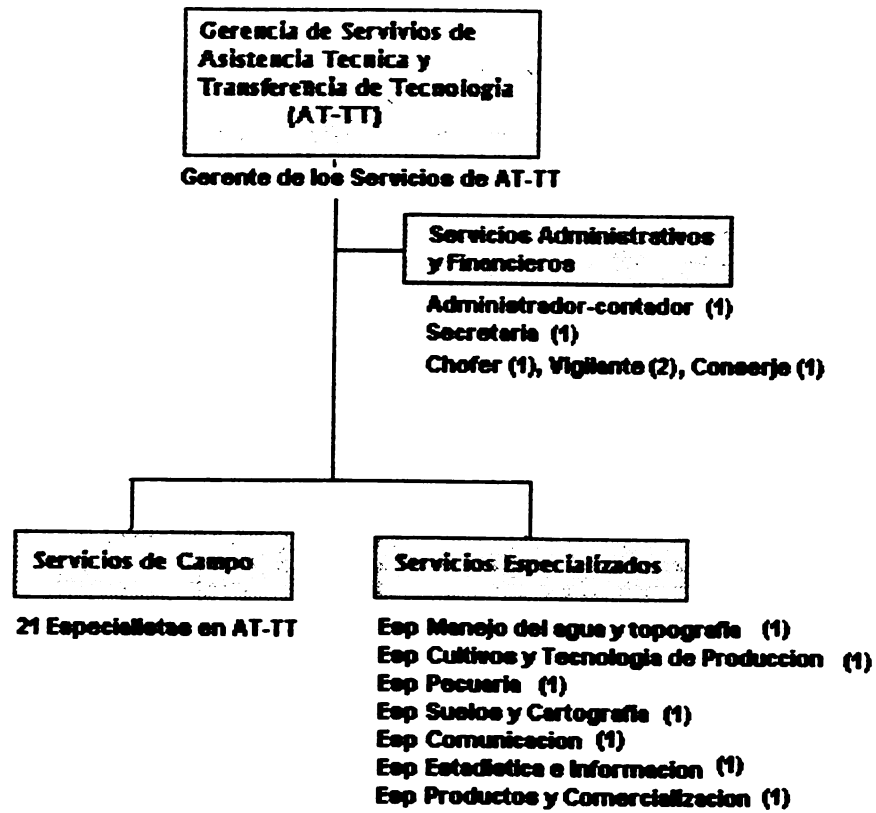 Gerencia de Servivios de
Asistencia Tecnica y
Transferencia de Tecnologia
(AT-TT)
Gerente de los Servicios de AT-TT
Servicios Administrativos
y Financieros
Administrador-contador (1)
Secretaria (1)
Chofer (1), Vigilante (2), Conserje (1)
Servicios de Campo
21 Especialistas en AT-TT
Servicios Especializados
Esp Manejo del agua y topografia (1)
Esp Cultivos y Tecnologia de Produccion (1)
Esp Pecuaria (1)
Esp Suelos y Cartografia (1)
Esp Comunicacion (1)
Esp Estadistica e Informacion (1)
Esp Productos y Comercializacion (1)